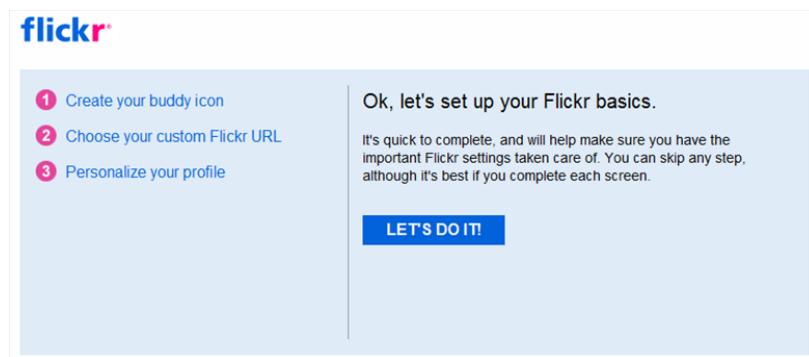 flickr
1 Create your buddy icon
2 Choose your custom Flickr URL
3 Personalize your profile
Ok, let's set up your Flickr basics.
It's quick to complete, and will help make sure you have the
important Flickr settings taken care of. You can skip any step,
although it's best if you complete each screen.
LET'S DO IT!